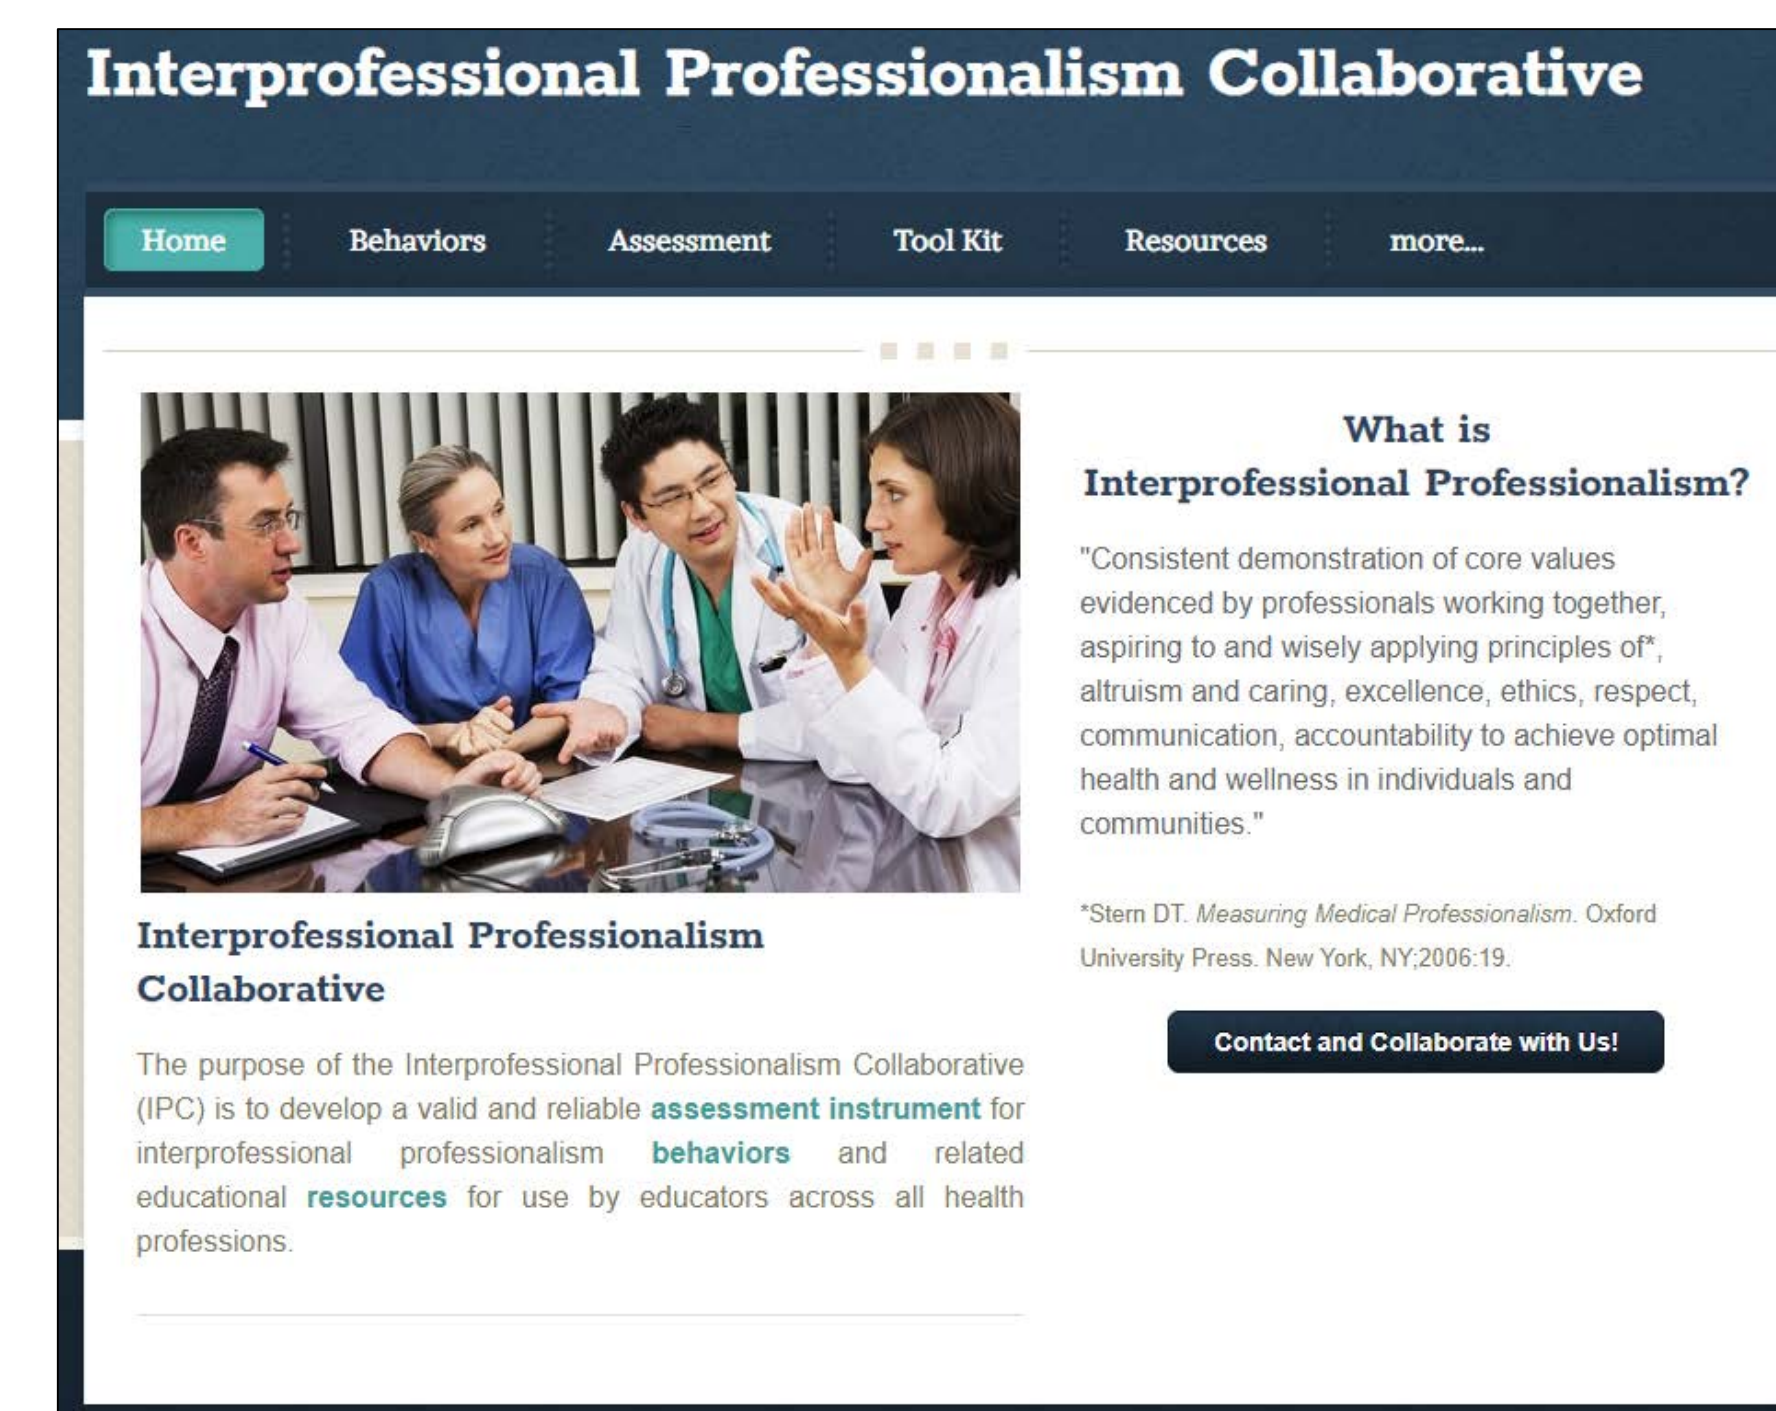 Interprofessional Professionalism Collaborative
Home
Behaviors
Assessment
Tool Kit
Resources
more...
Interprofessional Professionalism
Collaborative
The purpose of the Interprofessional Professionalism Collaborative
(IPC) is to develop a valid and reliable assessment instrument for
interprofessional professionalism behaviors and related
educational resources for use by educators across all health
professions.
What is
Interprofessional Professionalism?
"Consistent demonstration of core values
evidenced by professionals working together,
aspiring to and wisely applying principles of*,
altruism and caring, excellence, ethics, respect,
communication, accountability to achieve optimal
health and wellness in individuals and
communities."
*Stern DT. Measuring Medical Professionalism. Oxford
University Press. New York, NY;2006:19.
Contact and Collaborate with Us!